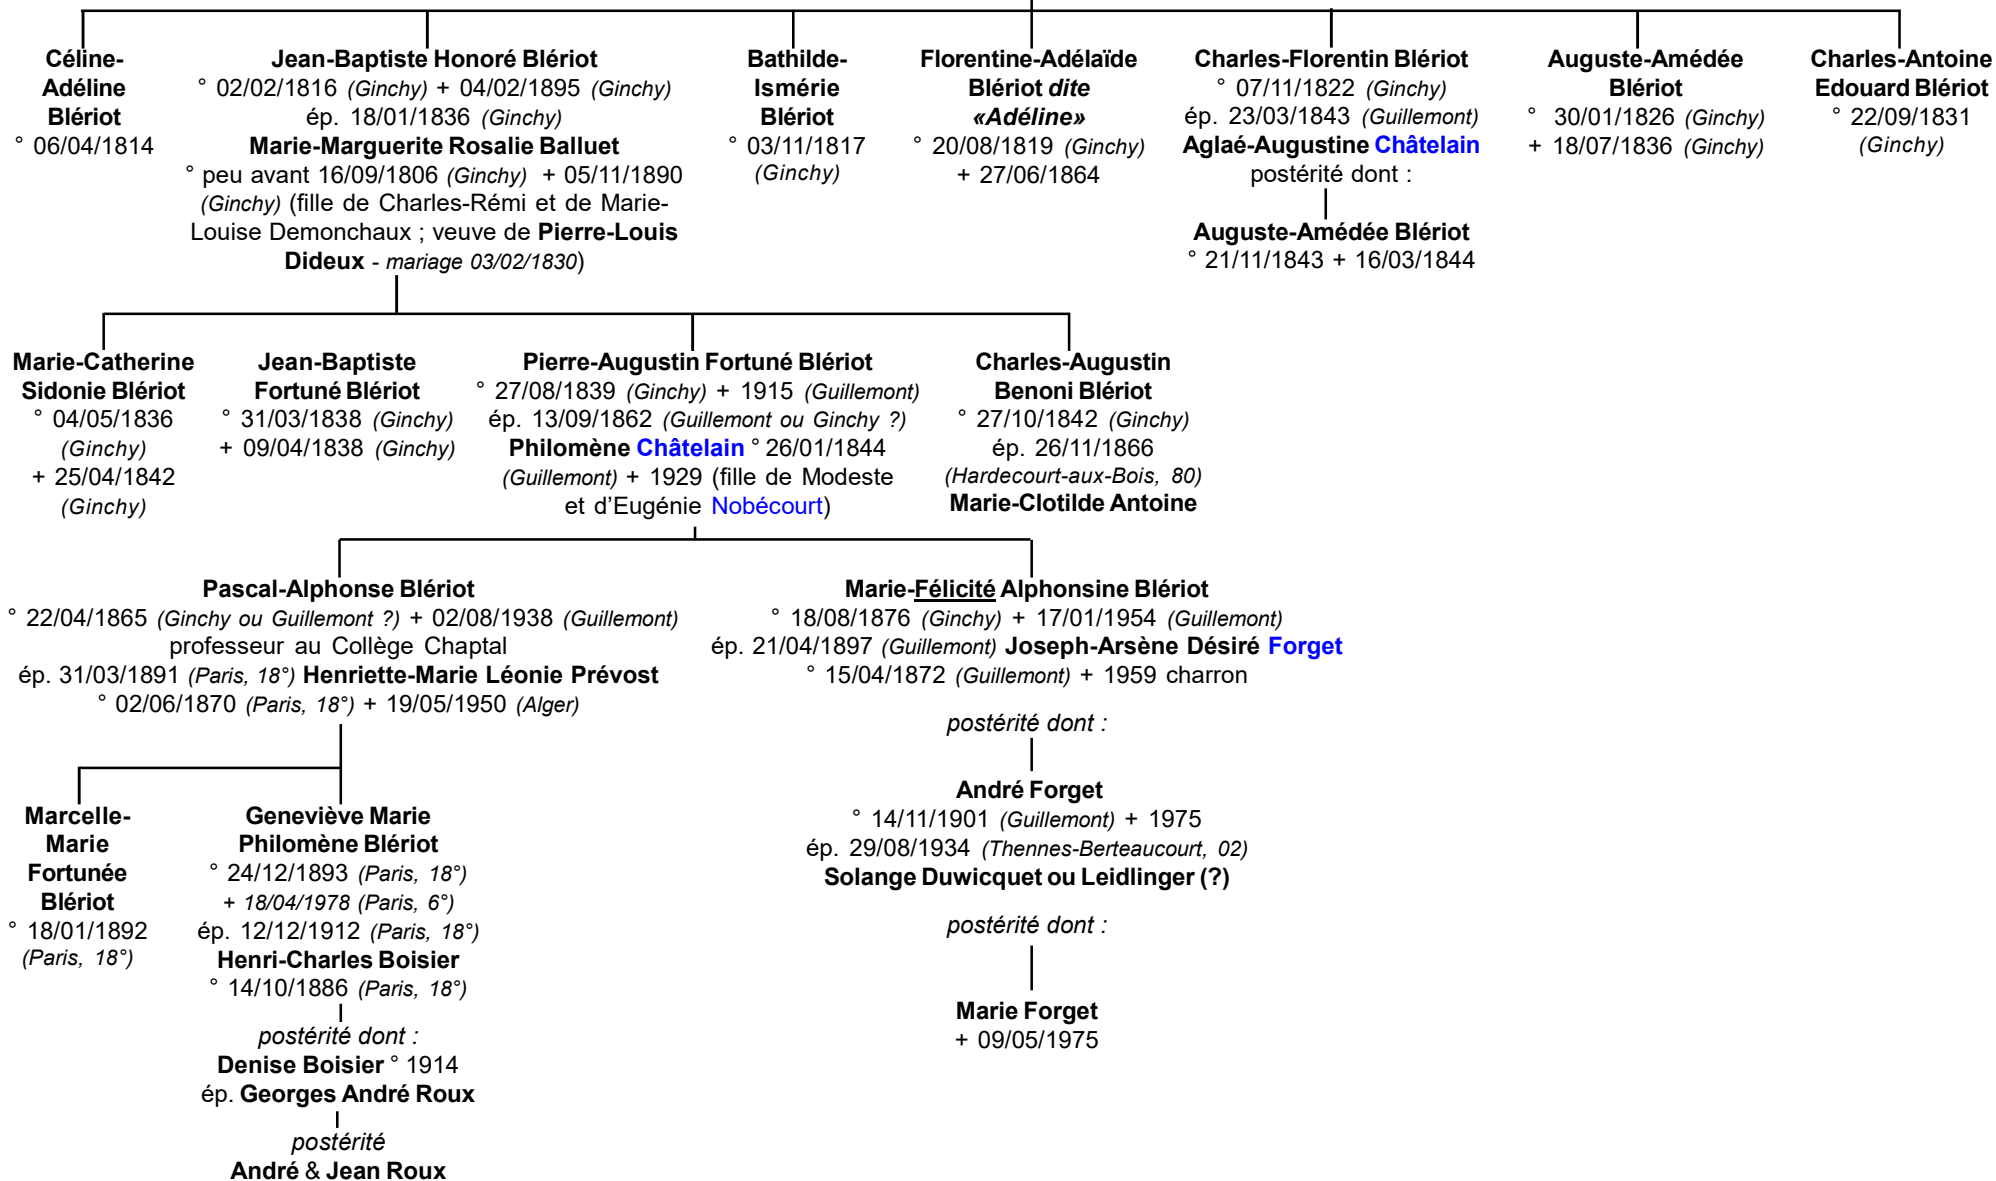 Céline-
Adéline
Blériot
° 06/04/1814
Jean-Baptiste Honoré Blériot
° 02/02/1816 (Ginchy) + 04/02/1895 (Ginchy)
ép. 18/01/1836 (Ginchy)
Marie-Marguerite Rosalie Balluet
° peu avant 16/09/1806 (Ginchy) + 05/11/1890
(Ginchy) (fille de Charles-Rémi et de Marie-
Louise Demonchaux ; veuve de Pierre-Louis
Dideux - mariage 03/02/1830)
Bathilde-
Ismérie
Blériot
° 03/11/1817
(Ginchy)
Florentine-Adélaïde
Blériot dite
«Adéline»
° 20/08/1819 (Ginchy)
+ 27/06/1864
Charles-Florentin Blériot
° 07/11/1822 (Ginchy)
ép. 23/03/1843 (Guillemont)
Aglaé-Augustine Châtelain
postérité dont :
Auguste-Amédée Blériot
° 21/11/1843 + 16/03/1844
Auguste-Amédée
Blériot
° 30/01/1826 (Ginchy)
+ 18/07/1836 (Ginchy)
Charles-Antoine
Edouard Blériot
° 22/09/1831
(Ginchy)
Marie-Catherine
Sidonie Blériot
° 04/05/1836
(Ginchy)
+ 25/04/1842
(Ginchy)
Jean-Baptiste
Fortuné Blériot
° 31/03/1838 (Ginchy)
+ 09/04/1838 (Ginchy)
Pierre-Augustin Fortuné Blériot
° 27/08/1839 (Ginchy) + 1915 (Guillemont)
ép. 13/09/1862 (Guillemont ou Ginchy ?)
Philomène Châtelain ° 26/01/1844
(Guillemont) + 1929 (fille de Modeste
et d'Eugénie Nobécourt)
Charles-Augustin
Benoni Blériot
° 27/10/1842 (Ginchy)
ép. 26/11/1866
(Hardecourt-aux-Bois, 80)
Marie-Clotilde Antoine
Pascal-Alphonse Blériot
° 22/04/1865 (Ginchy ou Guillemont ?) + 02/08/1938 (Guillemont)
professeur au Collège Chaptal
ép. 31/03/1891 (Paris, 18°) Henriette-Marie Léonie Prévost
° 02/06/1870 (Paris, 18°) + 19/05/1950 (Alger)
Marie-Félicité Alphonsine Blériot
° 18/08/1876 (Ginchy) + 17/01/1954 (Guillemont)
ép. 21/04/1897 (Guillemont) Joseph-Arsène Désiré Forget
° 15/04/1872 (Guillemont) + 1959 charron
postérité dont :
André Forget
° 14/11/1901 (Guillemont) + 1975
ép. 29/08/1934 (Thennes-Berteaucourt, 02)
Solange Duwicquet ou Leidlinger (?)
postérité dont :
Marie Forget
+ 09/05/1975
Marcelle-
Marie
Fortunée
Blériot
° 18/01/1892
(Paris, 18°)
Geneviève Marie
Philomène Blériot
° 24/12/1893 (Paris, 18°)
+ 18/04/1978 (Paris, 6°)
ép. 12/12/1912 (Paris, 18°)
Henri-Charles Boisier
° 14/10/1886 (Paris, 18°)
postérité dont :
Denise Boisier ° 1914
ép. Georges André Roux
postérité
André & Jean Roux